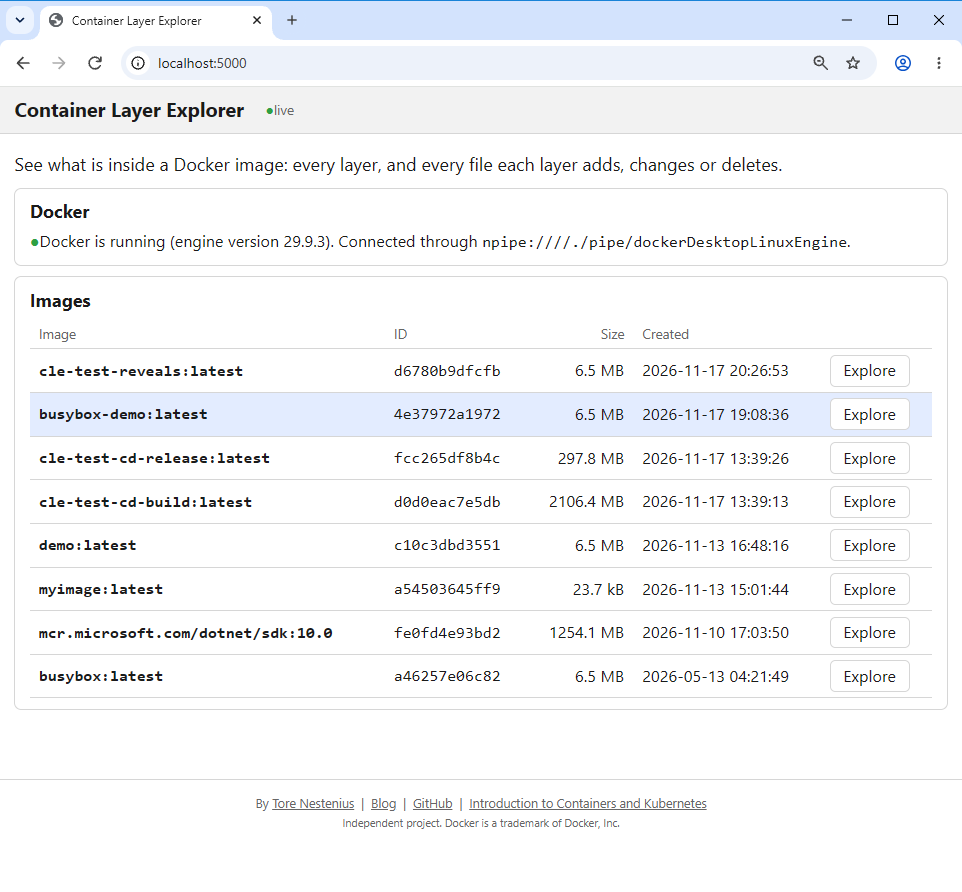 Container Layer Explorer
localhost:5000
Container Layer Explorer ●live
See what is inside a Docker image: every layer, and every file each layer adds, changes or deletes.
Docker
●Docker is running (engine version 29.9.3). Connected through npipe:////./pipe/dockerDesktopLinuxEngine.
Images
Image ID Size Created
cle-test-reveals:latest d6780b9dfcfb 6.5 MB 2026-11-17 20:26:53 Explore
busybox-demo:latest 4e37972a1972 6.5 MB 2026-11-17 19:08:36 Explore
cle-test-cd-release:latest fcc265df8b4c 297.8 MB 2026-11-17 13:39:26 Explore
cle-test-cd-build:latest d0d0eac7e5db 2106.4 MB 2026-11-17 13:39:13 Explore
demo:latest c10c3dbd3551 6.5 MB 2026-11-13 16:48:16 Explore
myimage:latest a54503645ff9 23.7 kB 2026-11-13 15:01:44 Explore
mcr.microsoft.com/dotnet/sdk:10.0 fe0fd4e93bd2 1254.1 MB 2026-11-10 17:03:50 Explore
busybox:latest a46257e06c82 6.5 MB 2026-05-13 04:21:49 Explore
By Tore Nestenius | Blog | GitHub | Introduction to Containers and Kubernetes
Independent project. Docker is a trademark of Docker, Inc.